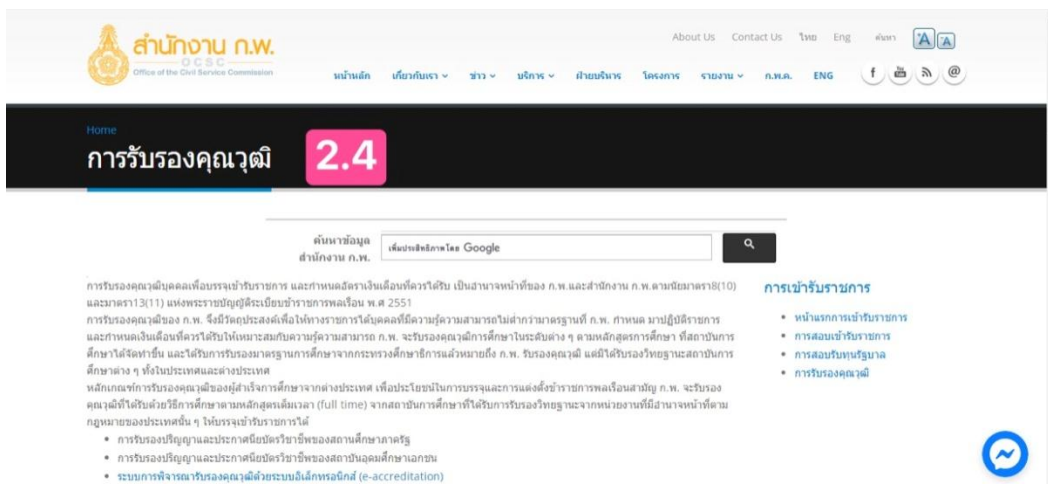 สำนักงาน ก.พ.
OCSC
Office of the Civil Service Commission
About Us Contact Us ไทย Eng ค้นหา +A -A
หน้าหลัก เกี่ยวกับเรา ข่าว บริการ ฝ่ายบริหาร โครงการ รายงาน ก.พ.ค. ENG
Home
การรับรองคุณวุฒิ
2.4
ค้นหาข้อมูล
สำนักงาน ก.พ.
เพิ่มประสิทธิภาพโดย Google
การรับรองคุณวุฒิบุคคลเพื่อบรรจุเข้ารับราชการ และกำหนดอัตราเงินเดือนที่ควรได้รับ เป็นอำนาจหน้าที่ของ ก.พ.และสำนักงาน ก.พ.ตามนัยมาตรา8(10)
และมาตรา13(11) แห่งพระราชบัญญัติระเบียบข้าราชการพลเรือน พ.ศ 2551
การรับรองคุณวุฒิของ ก.พ. จึงมีวัตถุประสงค์เพื่อให้ทางราชการได้บุคคลที่มีความรู้ความสามารถไม่ต่ำกว่ามาตรฐานที่ ก.พ. กำหนด มาปฏิบัติราชการ
และกำหนดเงินเดือนที่ควรได้รับให้เหมาะสมกับความรู้ความสามารถ ก.พ. จะรับรองคุณวุฒิการศึกษาในระดับต่าง ๆ ตามหลักสูตรการศึกษา ที่สถาบันการ
ศึกษาได้จัดทำขึ้น และได้รับการรับรองมาตรฐานการศึกษาจากกระทรวงศึกษาธิการแล้วหมายถึง ก.พ. รับรองคุณวุฒิ แต่มิได้รับรองวิทยฐานะสถาบันการ
ศึกษาต่าง ๆ ทั้งในประเทศและต่างประเทศ
หลักเกณฑ์การรับรองคุณวุฒิของผู้สำเร็จการศึกษาจากต่างประเทศ เพื่อประโยชน์ในการบรรจุและการแต่งตั้งข้าราชการพลเรือนสามัญ ก.พ. จะรับรอง
คุณวุฒิที่ได้รับด้วยวิธีการศึกษาตามหลักสูตรเต็มเวลา (full time) จากสถาบันการศึกษาที่ได้รับการรับรองวิทยฐานะจากหน่วยงานที่มีอำนาจหน้าที่ตาม
กฎหมายของประเทศนั้น ๆ ให้บรรจุเข้ารับราชการได้
• การรับรองปริญญาและประกาศนียบัตรวิชาชีพของสถานศึกษาภาครัฐ
• การรับรองปริญญาและประกาศนียบัตรวิชาชีพของสถาบันอุดมศึกษาเอกชน
• ระบบการพิจารณารับรองคุณวุฒิด้วยระบบอิเล็กทรอนิกส์ (e-accreditation)
การเข้ารับราชการ
• หน้าแรกการเข้ารับราชการ
• การสอบเข้ารับราชการ
• การสอบรับทุนรัฐบาล
• การรับรองคุณวุฒิ